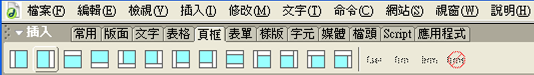 檔案(F) 編輯(E) 檢視(V) 插入(I) 修改(M) 文字(T) 命令(C) 網站(S) 視窗(W) 說明(H)
插入 常用 版面 文字 表格 頁框 表單 樣版 字元 媒體 檔頭 Script 應用程式